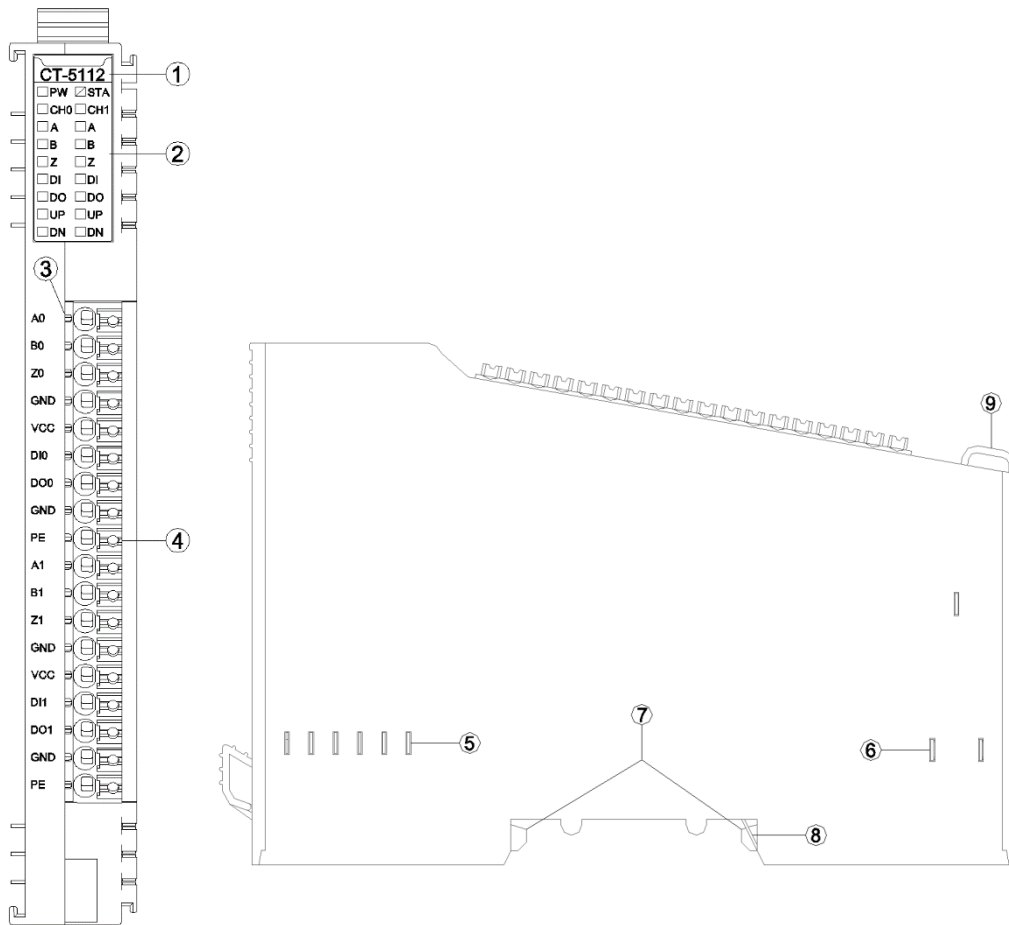 CT-5112
①
PW STA
CH0 CH1
A A
B B
②
Z Z
DI DI
DO DO
UP UP
DN DN
③
A0
B0
Z0
GND
VCC
DI0
DO0
GND
PE
④
A1
B1
Z1
GND
VCC
DI1
DO1
GND
PE
⑨
⑦
⑤
⑥
⑧